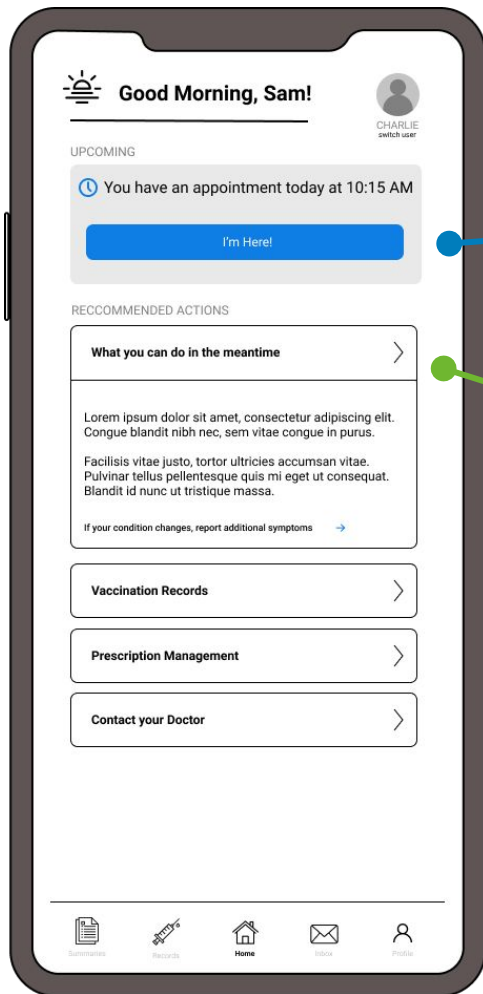 Good Morning, Sam!
CHARLIE
switch user
UPCOMING
You have an appointment today at 10:15 AM
I'm Here!
RECCOMMENDED ACTIONS
What you can do in the meantime
Lorem ipsum dolor sit amet, consectetur adipiscing elit.
Congue blandit nibh nec, sem vitae congue in purus.
Facilisis vitae justo, tortor ultricies accumsan vitae.
Pulvinar tellus pellentesque quis mi eget ut consequat.
Blandit id nunc ut tristique massa.
If your condition changes, report additional symptoms
Vaccination Records
Prescription Management
Contact your Doctor
Summaries Records Home Inbox Profile